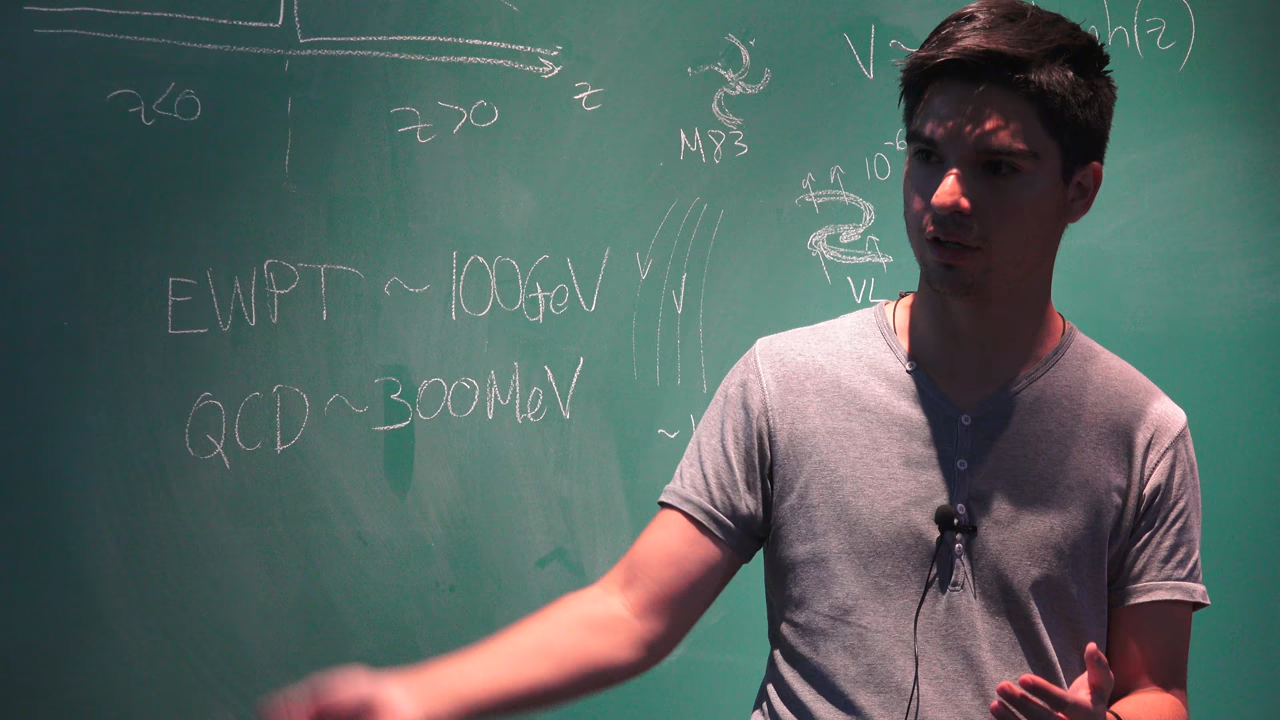 z<0
z>0
z
M83
V ~
h(z)
10⁻⁶
EWPT ~ 100GeV
VL
QCD ~ 300MeV
~